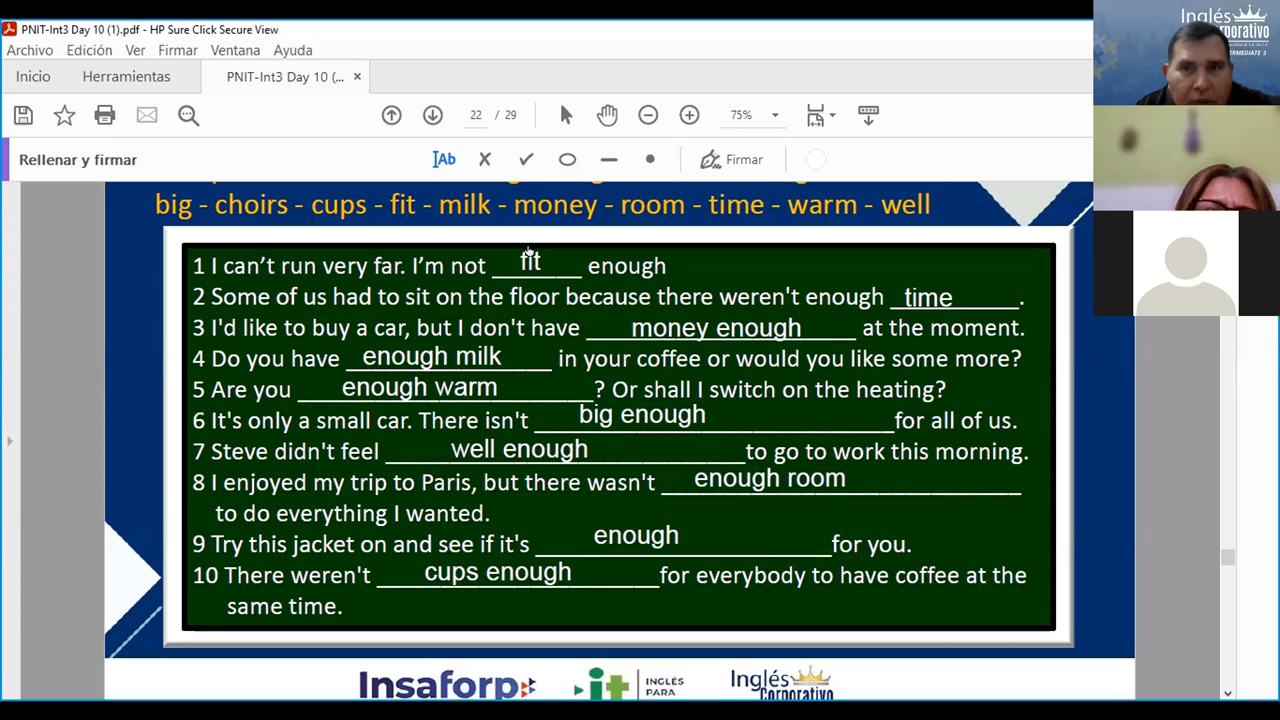 PNIT-Int3 Day 10 (1).pdf - HP Sure Click Secure View
Archivo Edición Ver Firmar Ventana Ayuda
Inicio Herramientas PNIT-Int3 Day 10 (... ×
22 / 29 75%
Rellenar y firmar Ab Firmar
big - choirs - cups - fit - milk - money - room - time - warm - well
1 I can't run very far. I'm not fit enough
2 Some of us had to sit on the floor because there weren't enough time.
3 I'd like to buy a car, but I don't have money enough at the moment.
4 Do you have enough milk in your coffee or would you like some more?
5 Are you enough warm? Or shall I switch on the heating?
6 It's only a small car. There isn't big enough for all of us.
7 Steve didn't feel well enough to go to work this morning.
8 I enjoyed my trip to Paris, but there wasn't enough room
to do everything I wanted.
9 Try this jacket on and see if it's enough for you.
10 There weren't cups enough for everybody to have coffee at the
same time.
Insaforp
it INGLÉS
PARA
Inglés
Corporativo
Inglés
orporativo